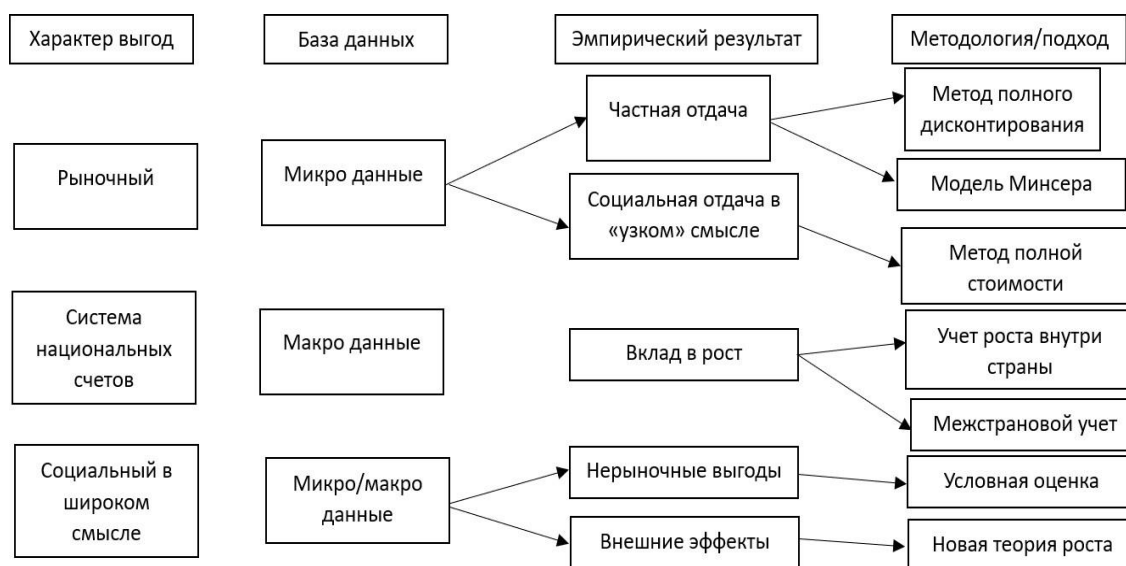 Характер выгод
База данных
Эмпирический результат
Методология/подход
Рыночный
Микро данные
Частная отдача
Метод полного
дисконтирования
Модель Минсера
Социальная отдача в
«узком» смысле
Метод полной
стоимости
Система
национальных
счетов
Макро данные
Вклад в рост
Учет роста внутри
страны
Межстрановой учет
Социальный в
широком
смысле
Микро/макро
данные
Нерыночные выгоды
Условная оценка
Внешние эффекты
Новая теория роста